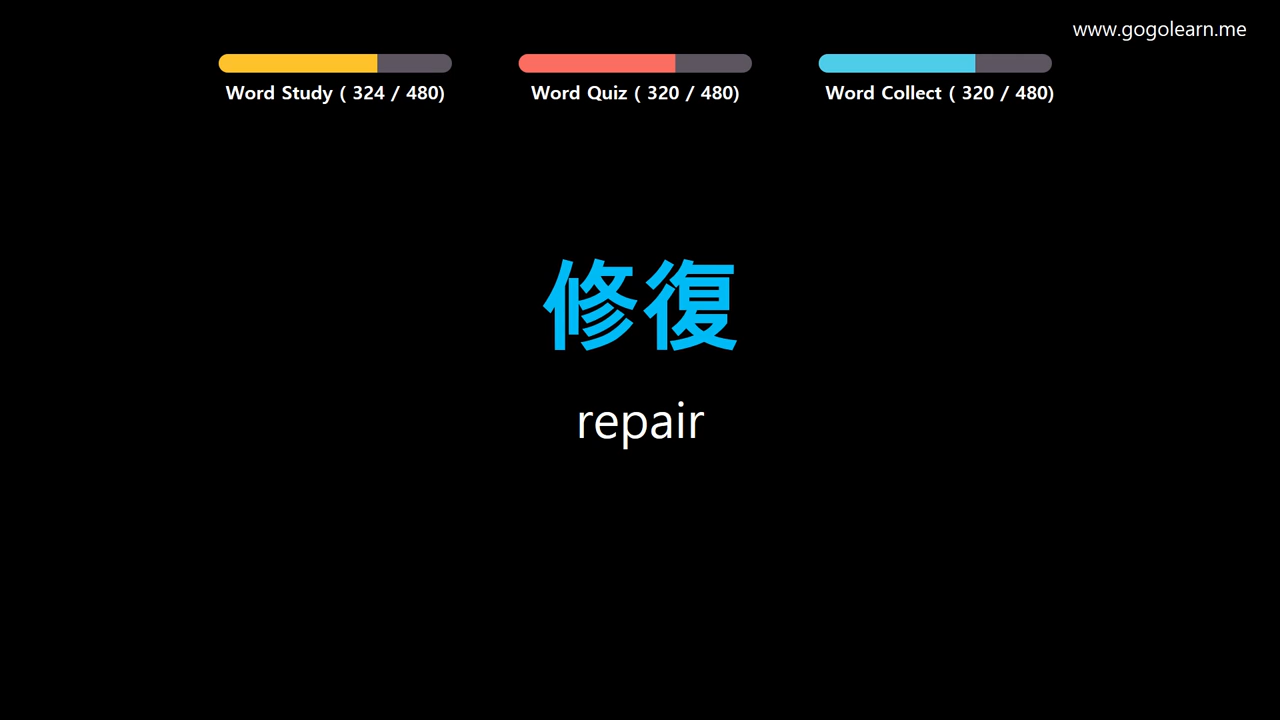 www.gogolearn.me
Word Study ( 324 / 480)
Word Quiz ( 320 / 480)
Word Collect ( 320 / 480)
修復
repair